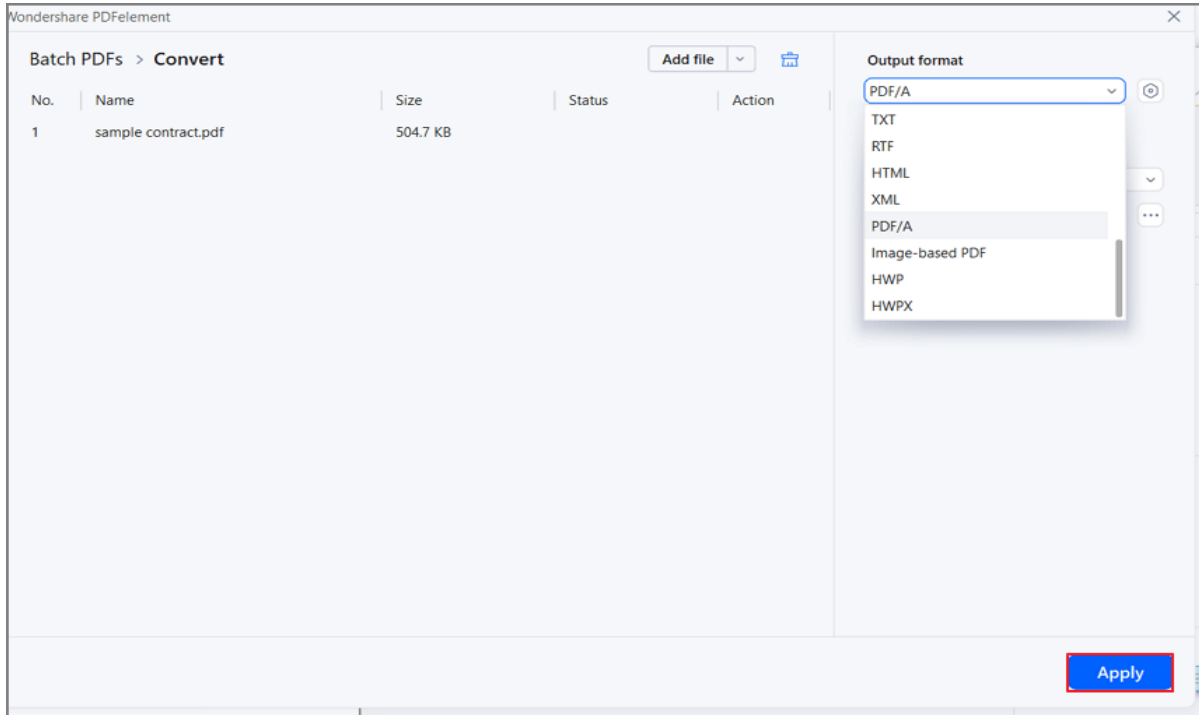 Wondershare PDFelement
Batch PDFs > Convert
Add file
No. Name Size Status Action
1 sample contract.pdf 504.7 KB
Output format
PDF/A
TXT
RTF
HTML
XML
PDF/A
Image-based PDF
HWP
HWPX
Apply